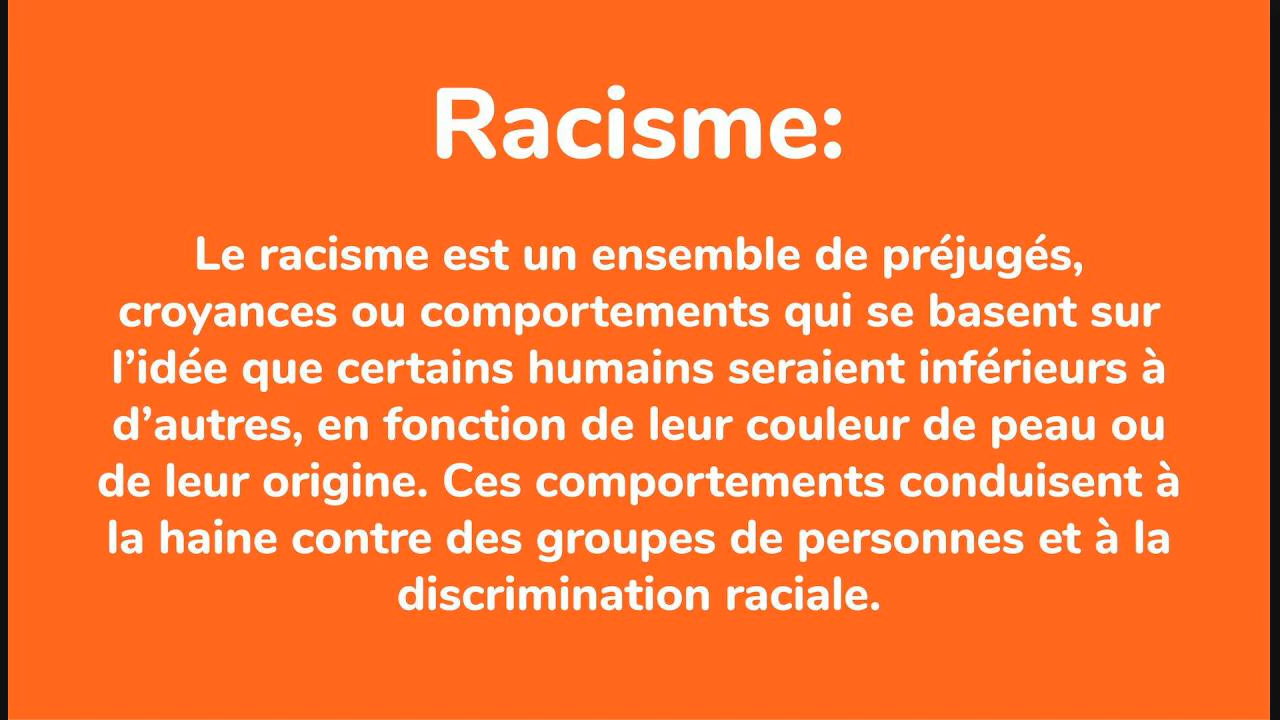 Racisme:
Le racisme est un ensemble de préjugés,
croyances ou comportements qui se basent sur
l’idée que certains humains seraient inférieurs à
d’autres, en fonction de leur couleur de peau ou
de leur origine. Ces comportements conduisent à
la haine contre des groupes de personnes et à la
discrimination raciale.